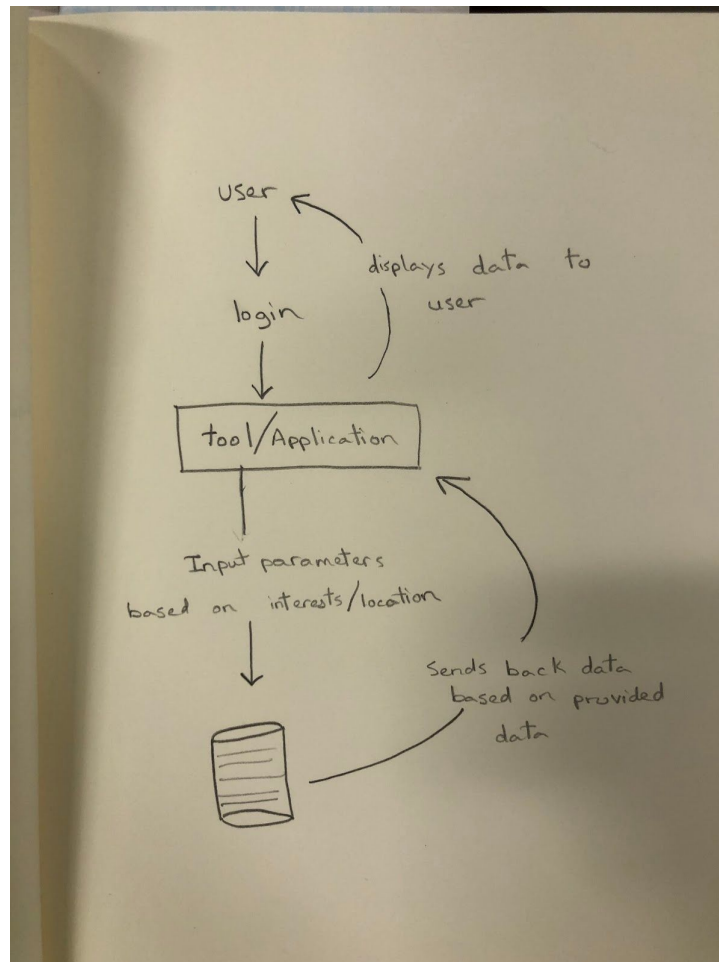 user
displays data to
user
login
tool/Application
Input parameters
based on interests/location
Sends back data
based on provided
data